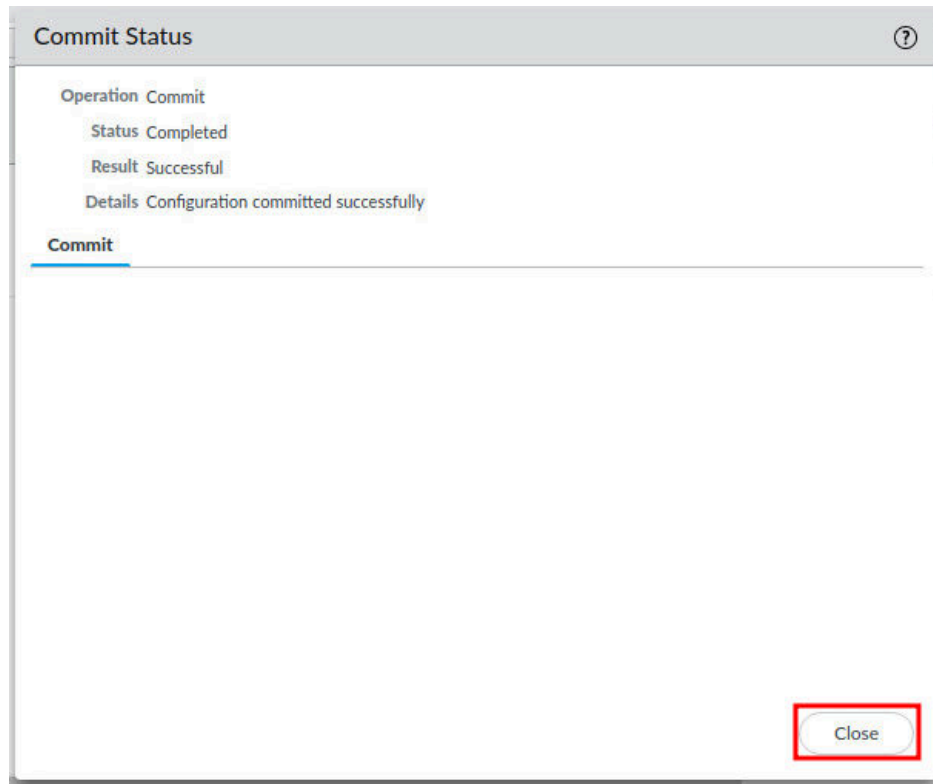 Commit Status
Operation Commit
Status Completed
Result Successful
Details Configuration committed successfully
Commit
Close